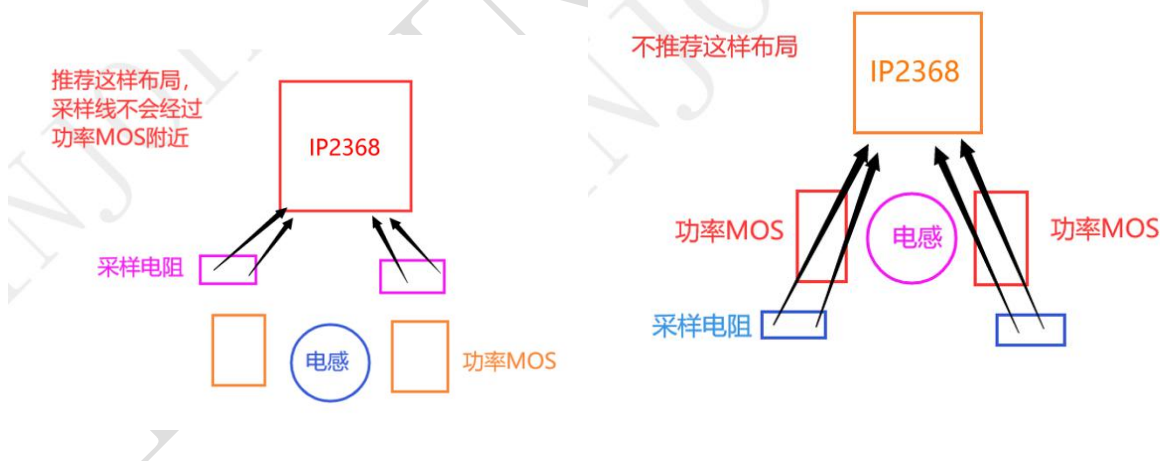 推荐这样布局，
采样线不会经过
功率MOS附近
IP2368
采样电阻
电感
功率MOS
不推荐这样布局
IP2368
功率MOS
电感
功率MOS
采样电阻